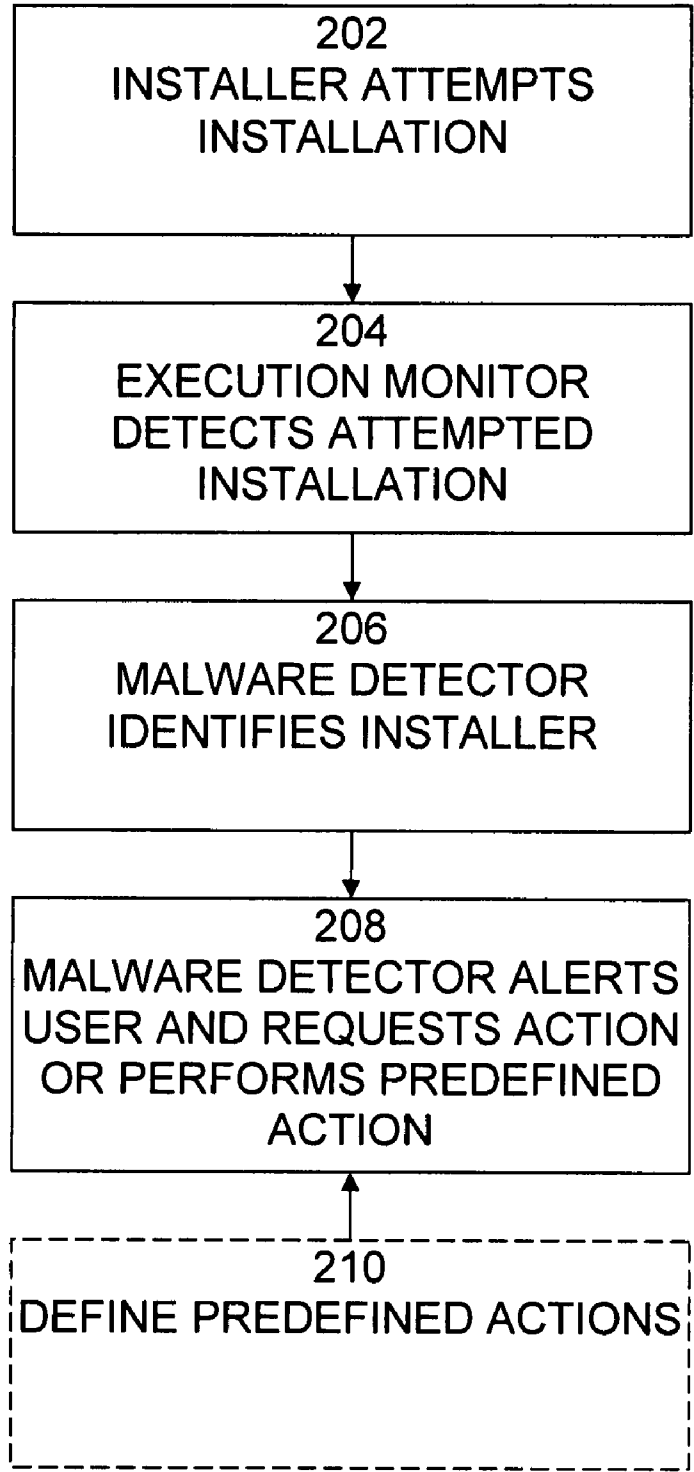 202
INSTALLER ATTEMPTS
INSTALLATION
204
EXECUTION MONITOR
DETECTS ATTEMPTED
INSTALLATION
206
MALWARE DETECTOR
IDENTIFIES INSTALLER
208
MALWARE DETECTOR ALERTS
USER AND REQUESTS ACTION
OR PERFORMS PREDEFINED
ACTION
210
DEFINE PREDEFINED ACTIONS